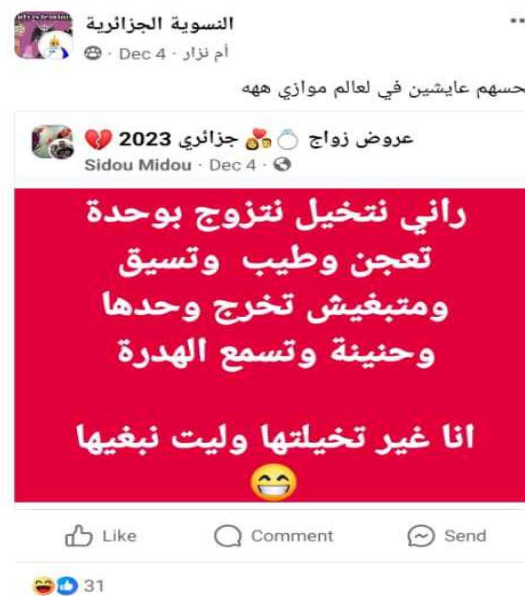 النسوية الجزائرية
أم نزار · Dec 4 ·
حسهم عايشين في لعالم موازي ههه
عروض زواج 💍💑 جزائري 2023 💔
Sidou Midou · Dec 4 ·
راني نتخيل نتزوج بوحدة
تعجن وطيب وتسيق
ومتبغيش تخرج وحدها
وحنينة وتسمع الهدرة
انا غير تخيلتها وليت نبغيها
😁
Like Comment Send
31